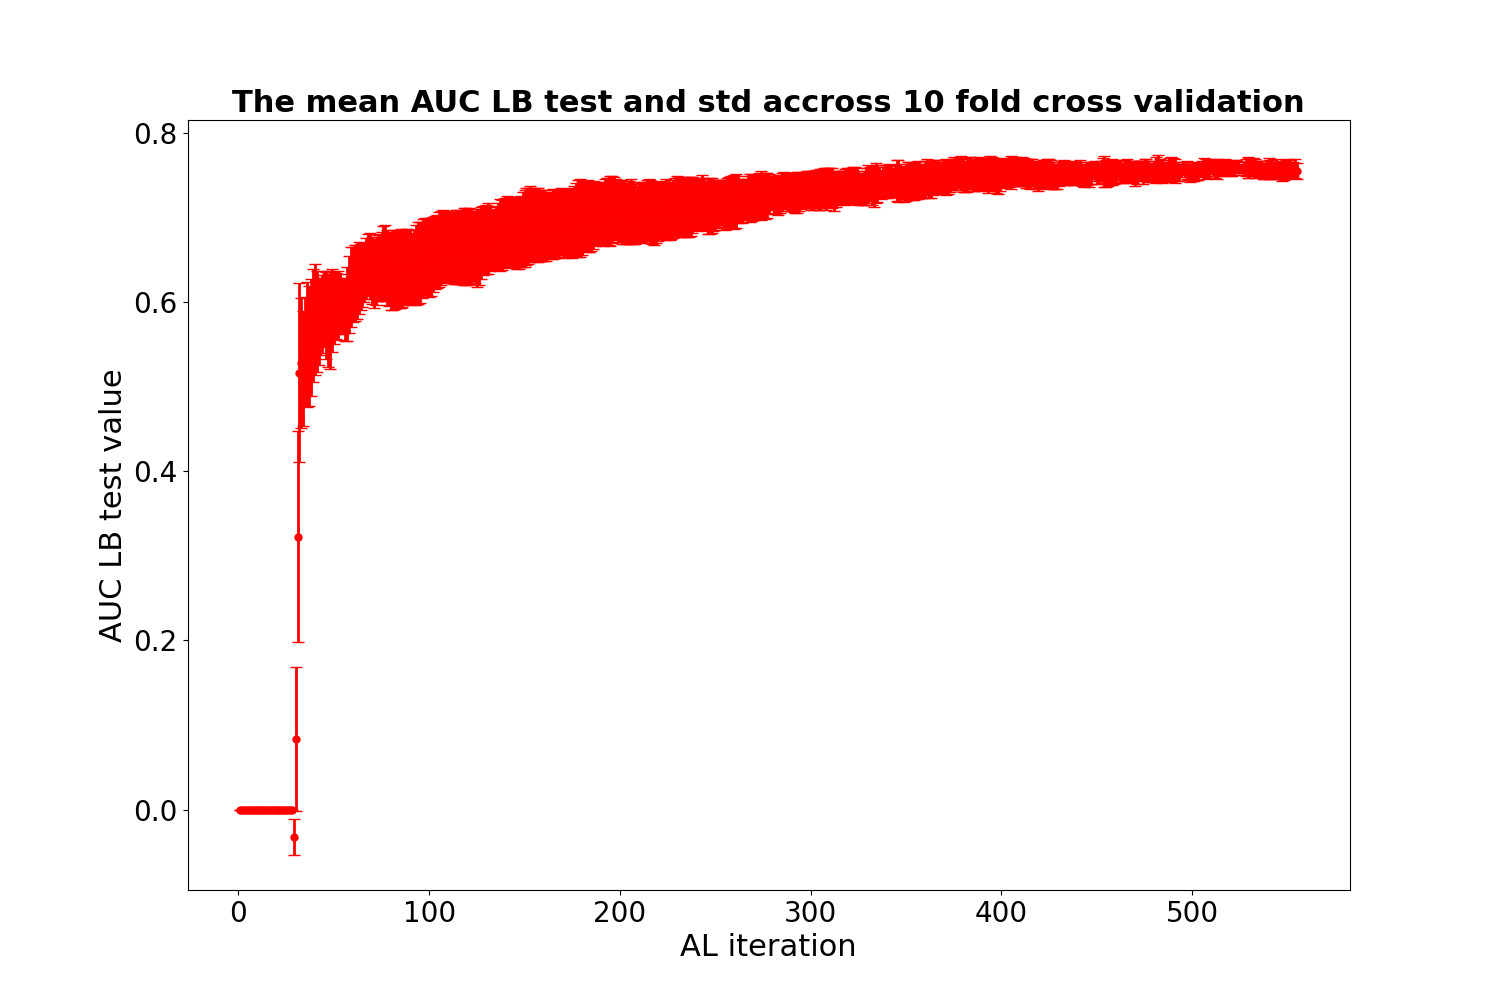 The mean AUC LB test and std accross 10 fold cross validation
0.8
0.6
0.4
0.2
0.0
AUC LB test value
0 100 200 300 400 500
AL iteration